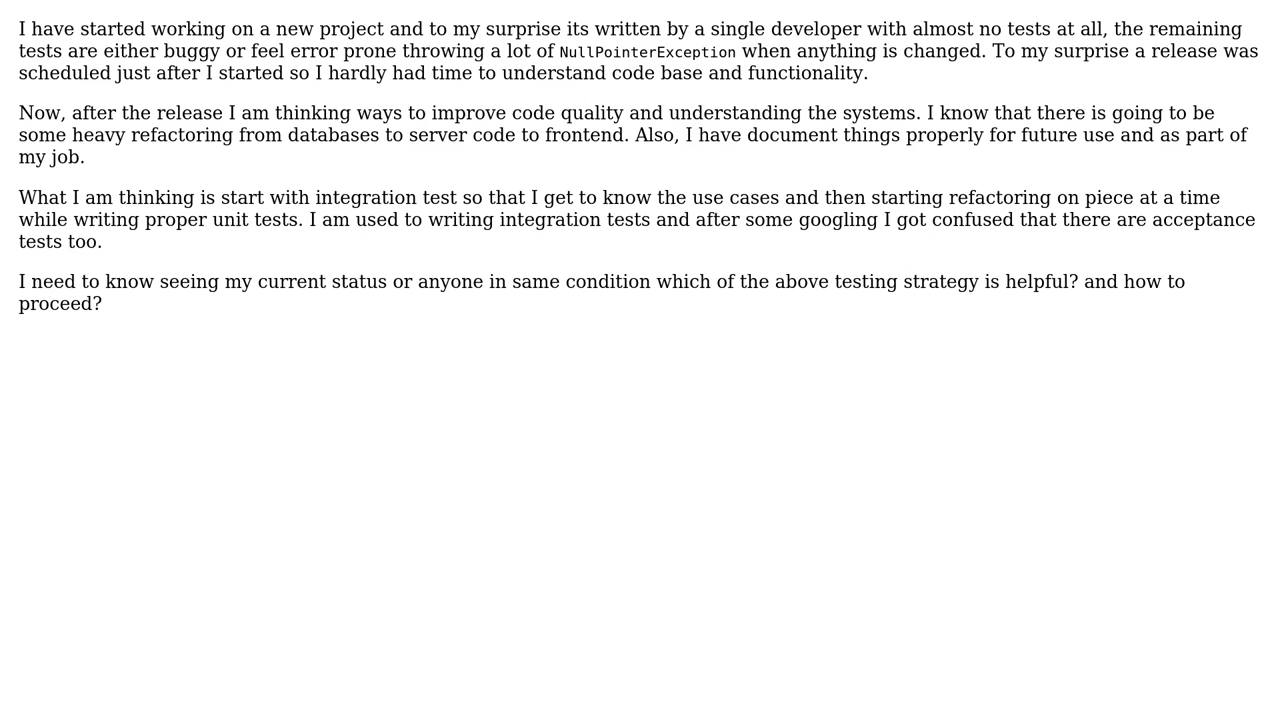 I have started working on a new project and to my surprise its written by a single developer with almost no tests at all, the remaining
tests are either buggy or feel error prone throwing a lot of NullPointerException when anything is changed. To my surprise a release was
scheduled just after I started so I hardly had time to understand code base and functionality.
Now, after the release I am thinking ways to improve code quality and understanding the systems. I know that there is going to be
some heavy refactoring from databases to server code to frontend. Also, I have document things properly for future use and as part of
my job.
What I am thinking is start with integration test so that I get to know the use cases and then starting refactoring on piece at a time
while writing proper unit tests. I am used to writing integration tests and after some googling I got confused that there are acceptance
tests too.
I need to know seeing my current status or anyone in same condition which of the above testing strategy is helpful? and how to
proceed?